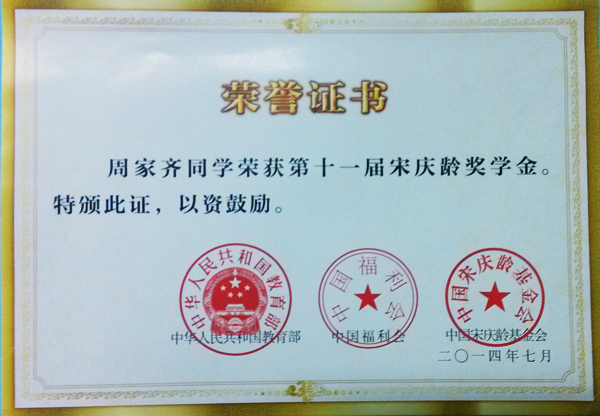 荣誉证书
周家齐同学荣获第十一届宋庆龄奖学金。
特颁此证，以资鼓励。
中华人民共和国教育部
中国福利会
中国宋庆龄基金会
中华人民共和国教育部 中国福利会 中国宋庆龄基金会
二〇一四年七月